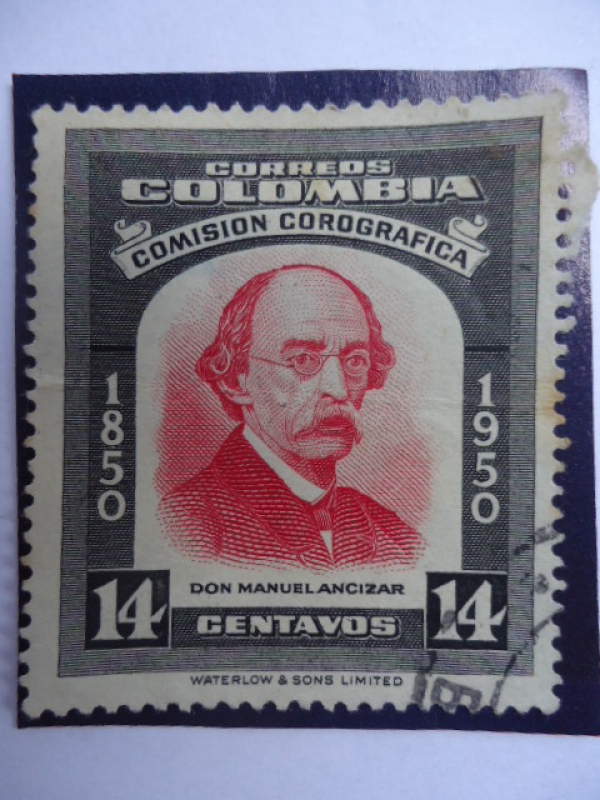 CORREOS
COLOMBIA
COMISION COROGRAFICA
1850
1950
DON MANUEL ANCIZAR
14 CENTAVOS 14
WATERLOW & SONS LIMITED